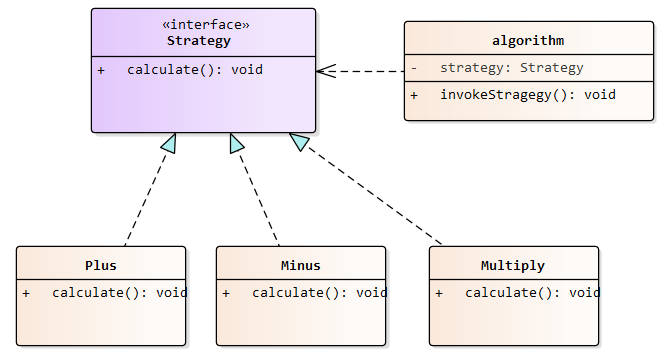 «interface»
Strategy
+ calculate(): void
algorithm
- strategy: Strategy
+ invokeStragegy(): void
Plus
+ calculate(): void
Minus
+ calculate(): void
Multiply
+ calculate(): void